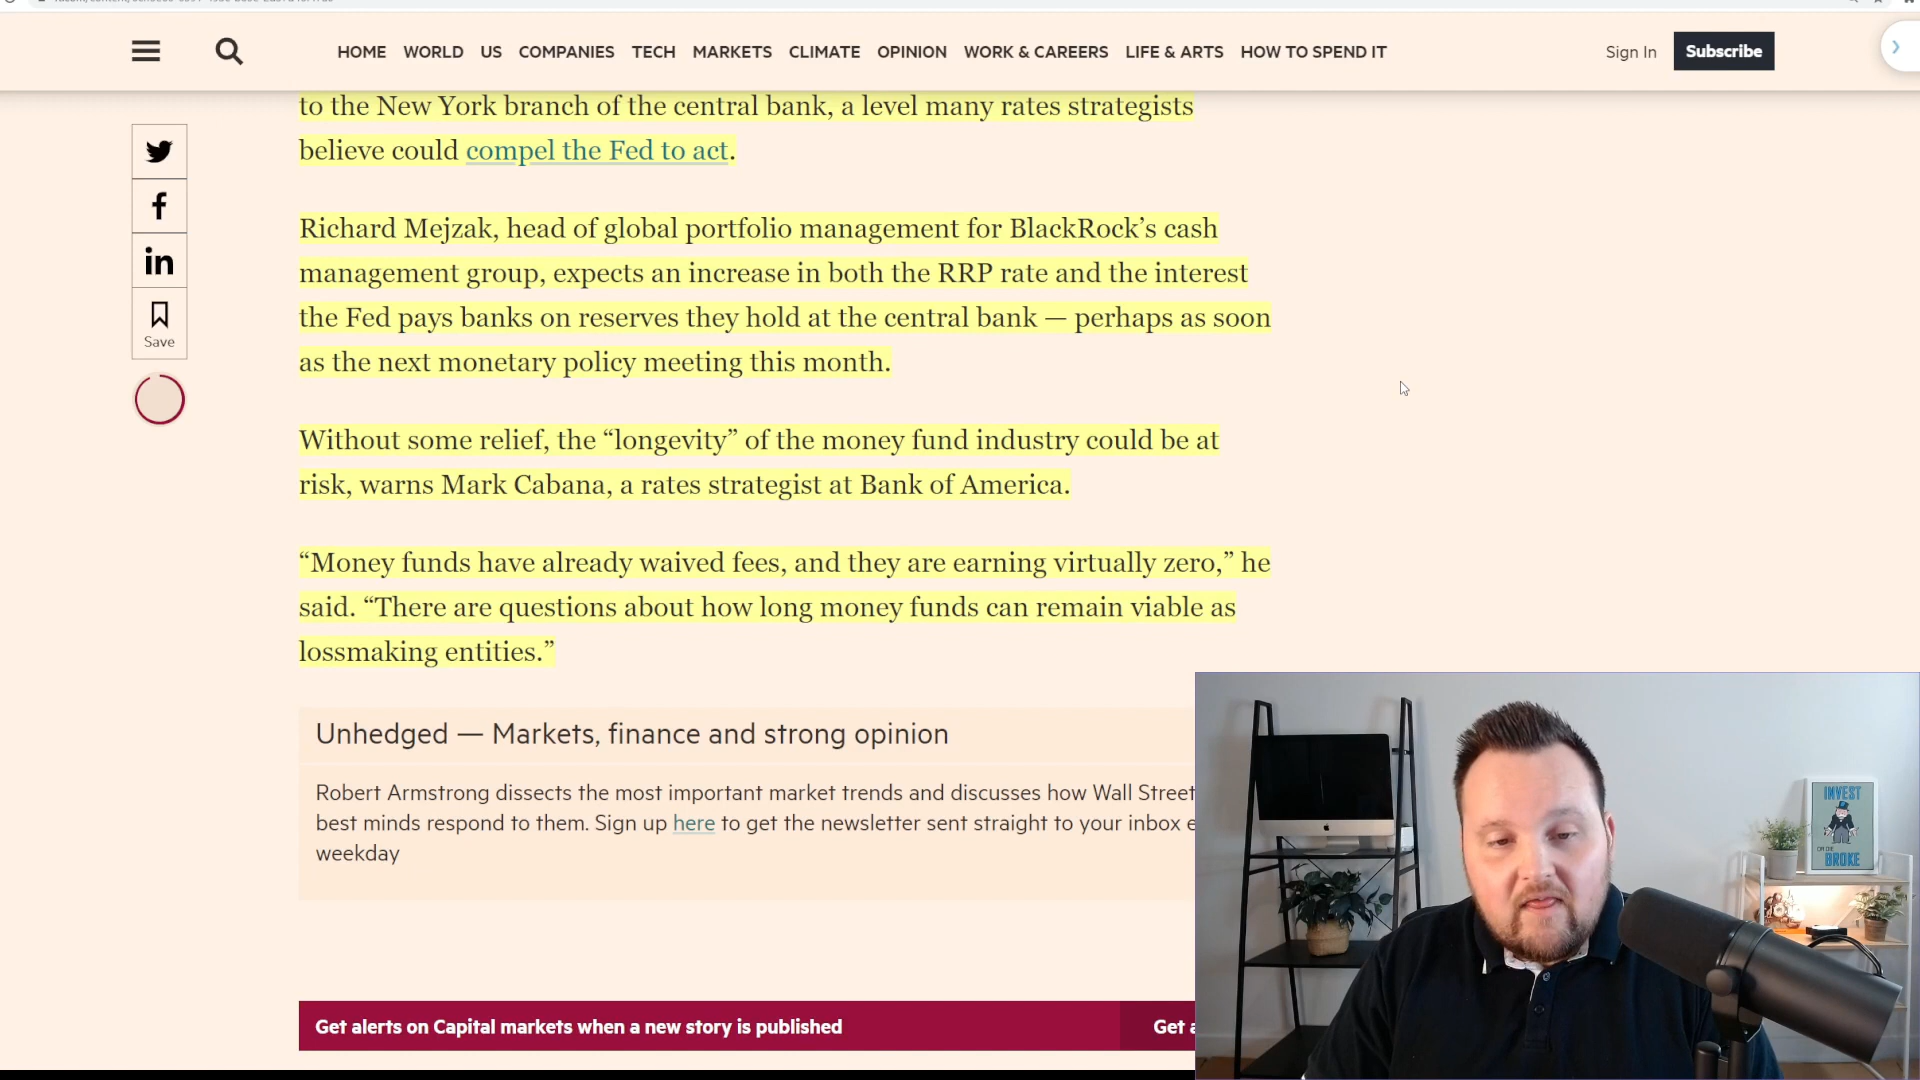 HOME WORLD US COMPANIES TECH MARKETS CLIMATE OPINION WORK & CAREERS LIFE & ARTS HOW TO SPEND IT
Sign In
Subscribe
to the New York branch of the central bank, a level many rates strategists
believe could compel the Fed to act.
Richard Mejzak, head of global portfolio management for BlackRock’s cash
management group, expects an increase in both the RRP rate and the interest
the Fed pays banks on reserves they hold at the central bank — perhaps as soon
as the next monetary policy meeting this month.
Save
Without some relief, the “longevity” of the money fund industry could be at
risk, warns Mark Cabana, a rates strategist at Bank of America.
“Money funds have already waived fees, and they are earning virtually zero,” he
said. “There are questions about how long money funds can remain viable as
lossmaking entities.”
Unhedged — Markets, finance and strong opinion
Robert Armstrong dissects the most important market trends and discusses how Wall Street
best minds respond to them. Sign up here to get the newsletter sent straight to your inbox e
weekday
Get alerts on Capital markets when a new story is published
Get a
INVEST
OR DIE
BROKE